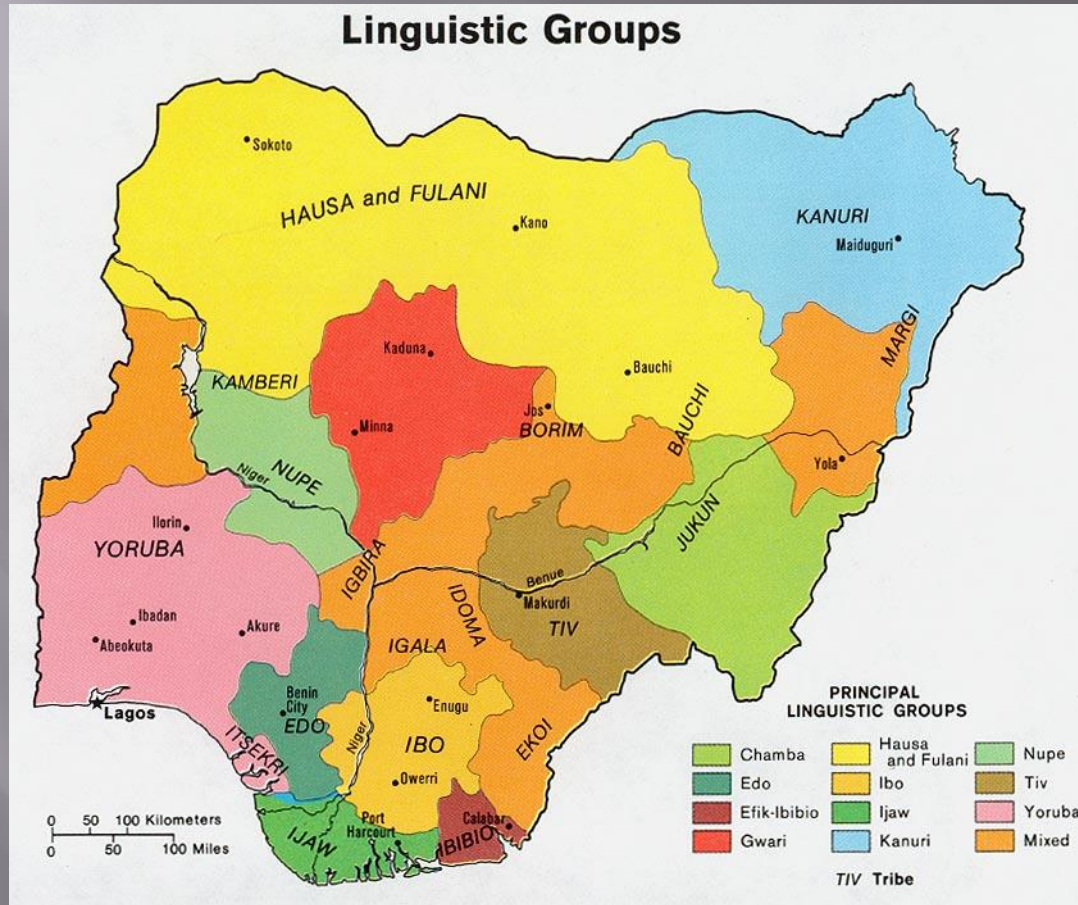 Linguistic Groups
Sokoto
HAUSA and FULANI
Kano
KANURI
Maiduguri
Kaduna
MARGI
KAMBERI
Bauchi
Jos
BORIM
BAUCHI
Minna
NUPE
Niger
Yola
Ilorin
YORUBA
JUKUN
IGBIRA
Benue
Makurdi
IDOMA
TIV
Ibadan
Akure
Abeokuta
IGALA
Lagos
Benin
City
EDO
Enugu
Niger
IBO
EKOI
ITSEKRI
Owerri
Port
Harcourt
Calabar
IJAW
IBIBIO
0 50 100 Kilometers
0 50 100 Miles
PRINCIPAL
LINGUISTIC GROUPS
Chamba
Edo
Efik-Ibibio
Gwari
Hausa
and Fulani
Ibo
Ijaw
Kanuri
Nupe
Tiv
Yoruba
Mixed
TIV Tribe